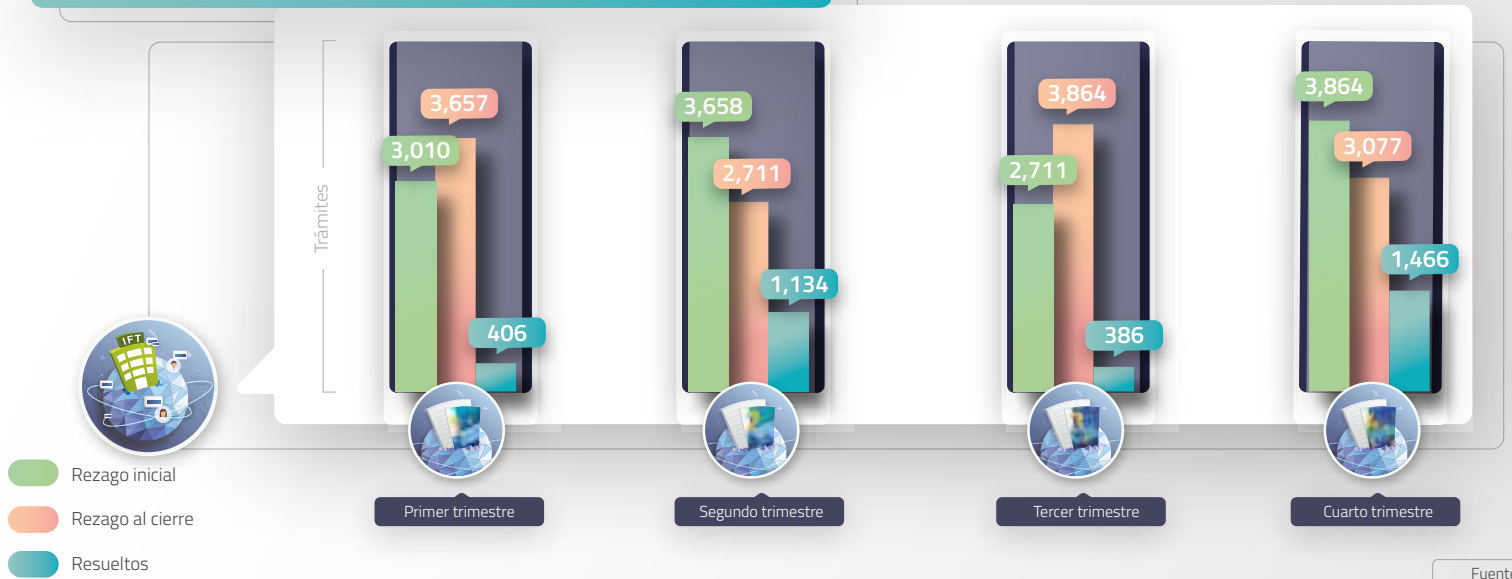 Trámites
3,657
3,010
406
3,658
2,711
1,134
3,864
2,711
386
3,864
3,077
1,466
IFT
Primer trimestre
Segundo trimestre
Tercer trimestre
Cuarto trimestre
Rezago inicial
Rezago al cierre
Resueltos